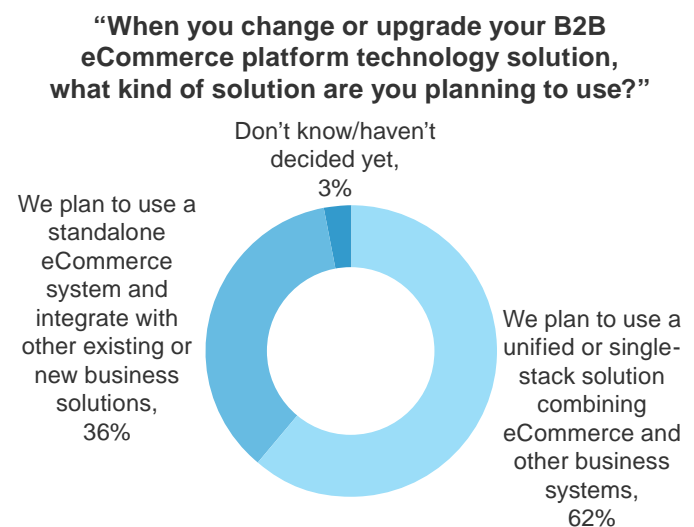 “When you change or upgrade your B2B
eCommerce platform technology solution,
what kind of solution are you planning to use?”
Don’t know/haven’t
decided yet,
3%
We plan to use a
standalone
eCommerce
system and
integrate with
other existing or
new business
solutions,
36%
We plan to use a
unified or single-
stack solution
combining
eCommerce and
other business
systems,
62%